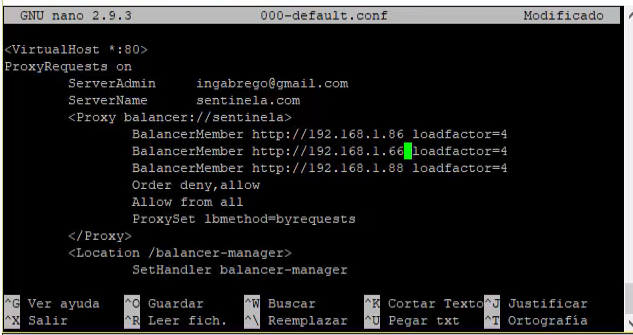 GNU nano 2.9.3 000-default.conf Modificado
<VirtualHost *:80>
ProxyRequests on
ServerAdmin ingabrego@gmail.com
ServerName sentinela.com
<Proxy balancer://sentinela>
BalancerMember http://192.168.1.86 loadfactor=4
BalancerMember http://192.168.1.66 loadfactor=4
BalancerMember http://192.168.1.88 loadfactor=4
Order deny,allow
Allow from all
ProxySet lbmethod=byrequests
</Proxy>
<Location /balancer-manager>
SetHandler balancer-manager
^G Ver ayuda ^O Guardar ^W Buscar ^K Cortar Texto ^J Justificar
^X Salir ^R Leer fich. ^\ Reemplazar ^U Pegar txt ^T Ortografía